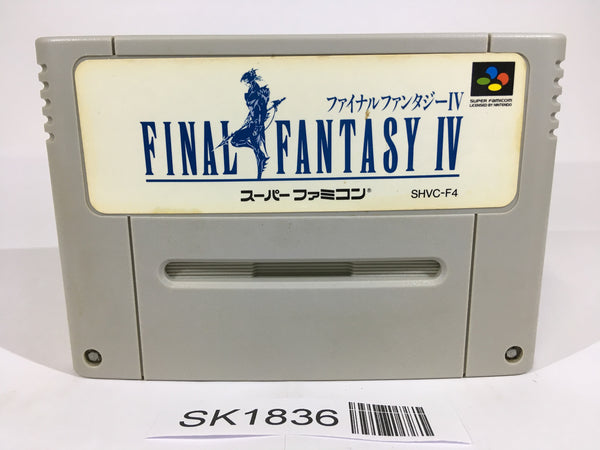 ファイナルファンタジーIV
FINAL FANTASY IV
SUPER FAMICOM
LICENSED BY NINTENDO
スーパーファミコン®
SHVC-F4
SK1836